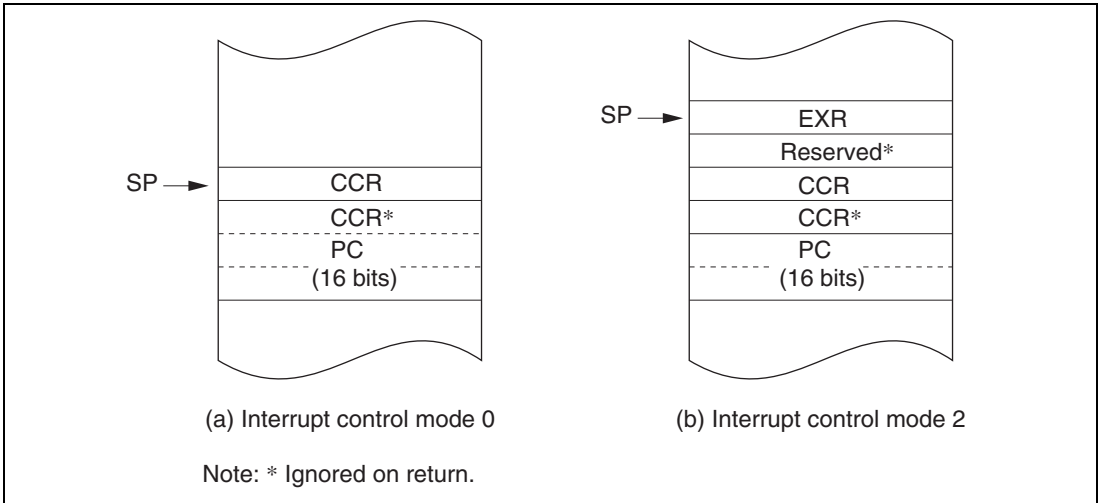 SP
CCR
CCR*
PC
(16 bits)
(a) Interrupt control mode 0
SP
EXR
Reserved*
CCR
CCR*
PC
(16 bits)
(b) Interrupt control mode 2
Note: * Ignored on return.